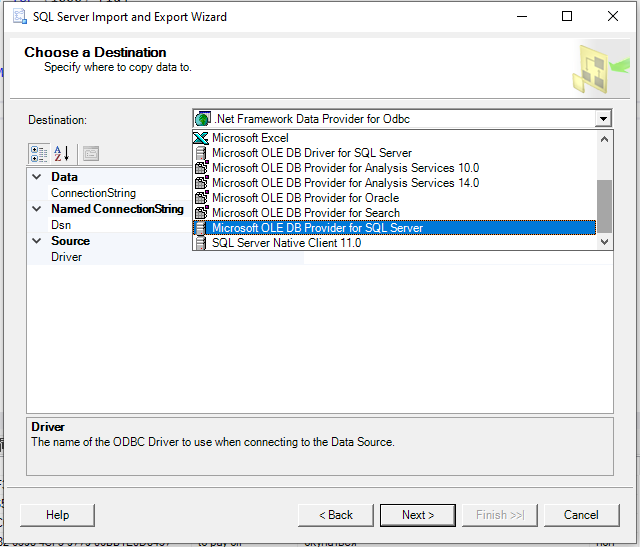 SQL Server Import and Export Wizard
Choose a Destination
Specify where to copy data to.
Destination:
.Net Framework Data Provider for Odbc
Microsoft Excel
Microsoft OLE DB Driver for SQL Server
Microsoft OLE DB Provider for Analysis Services 10.0
Microsoft OLE DB Provider for Analysis Services 14.0
Microsoft OLE DB Provider for Oracle
Microsoft OLE DB Provider for Search
Microsoft OLE DB Provider for SQL Server
SQL Server Native Client 11.0
Data
ConnectionString
Named ConnectionString
Dsn
Source
Driver
Driver
The name of the ODBC Driver to use when connecting to the Data Source.
Help
< Back
Next >
Finish >>|
Cancel